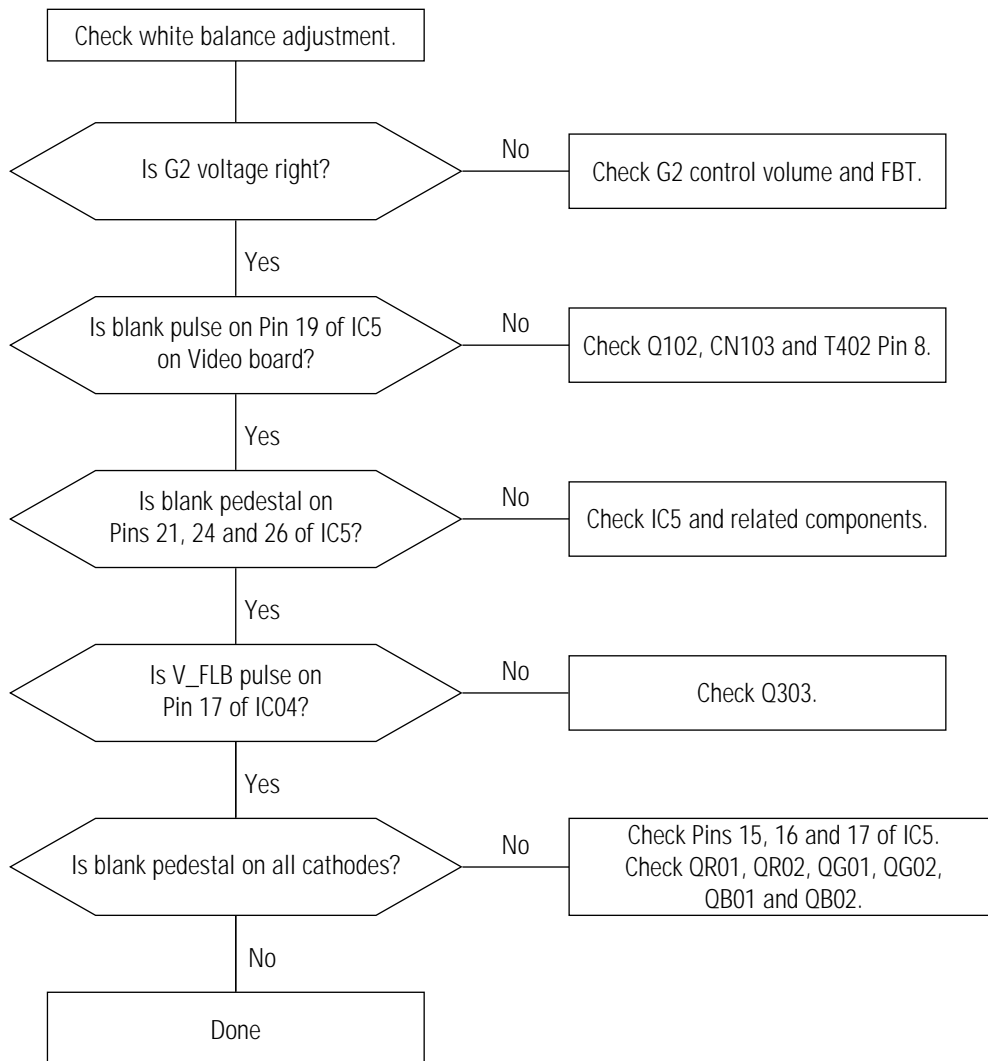 Check white balance adjustment.
Is G2 voltage right?
No
Check G2 control volume and FBT.
Yes
Is blank pulse on Pin 19 of IC5
on Video board?
No
Check Q102, CN103 and T402 Pin 8.
Yes
Is blank pedestal on
Pins 21, 24 and 26 of IC5?
No
Check IC5 and related components.
Yes
Is V_FLB pulse on
Pin 17 of IC04?
No
Check Q303.
Yes
Is blank pedestal on all cathodes?
No
Check Pins 15, 16 and 17 of IC5.
Check QR01, QR02, QG01, QG02,
QB01 and QB02.
No
Done